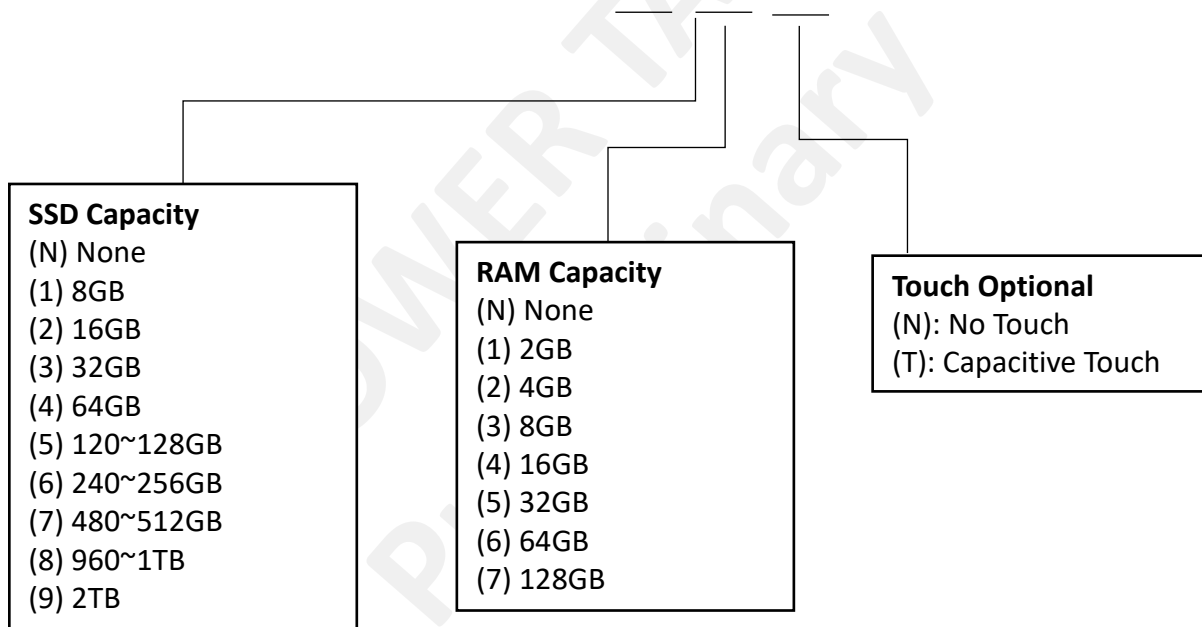 SSD Capacity
(N) None
(1) 8GB
(2) 16GB
(3) 32GB
(4) 64GB
(5) 120~128GB
(6) 240~256GB
(7) 480~512GB
(8) 960~1TB
(9) 2TB
RAM Capacity
(N) None
(1) 2GB
(2) 4GB
(3) 8GB
(4) 16GB
(5) 32GB
(6) 64GB
(7) 128GB
Touch Optional
(N): No Touch
(T): Capacitive Touch